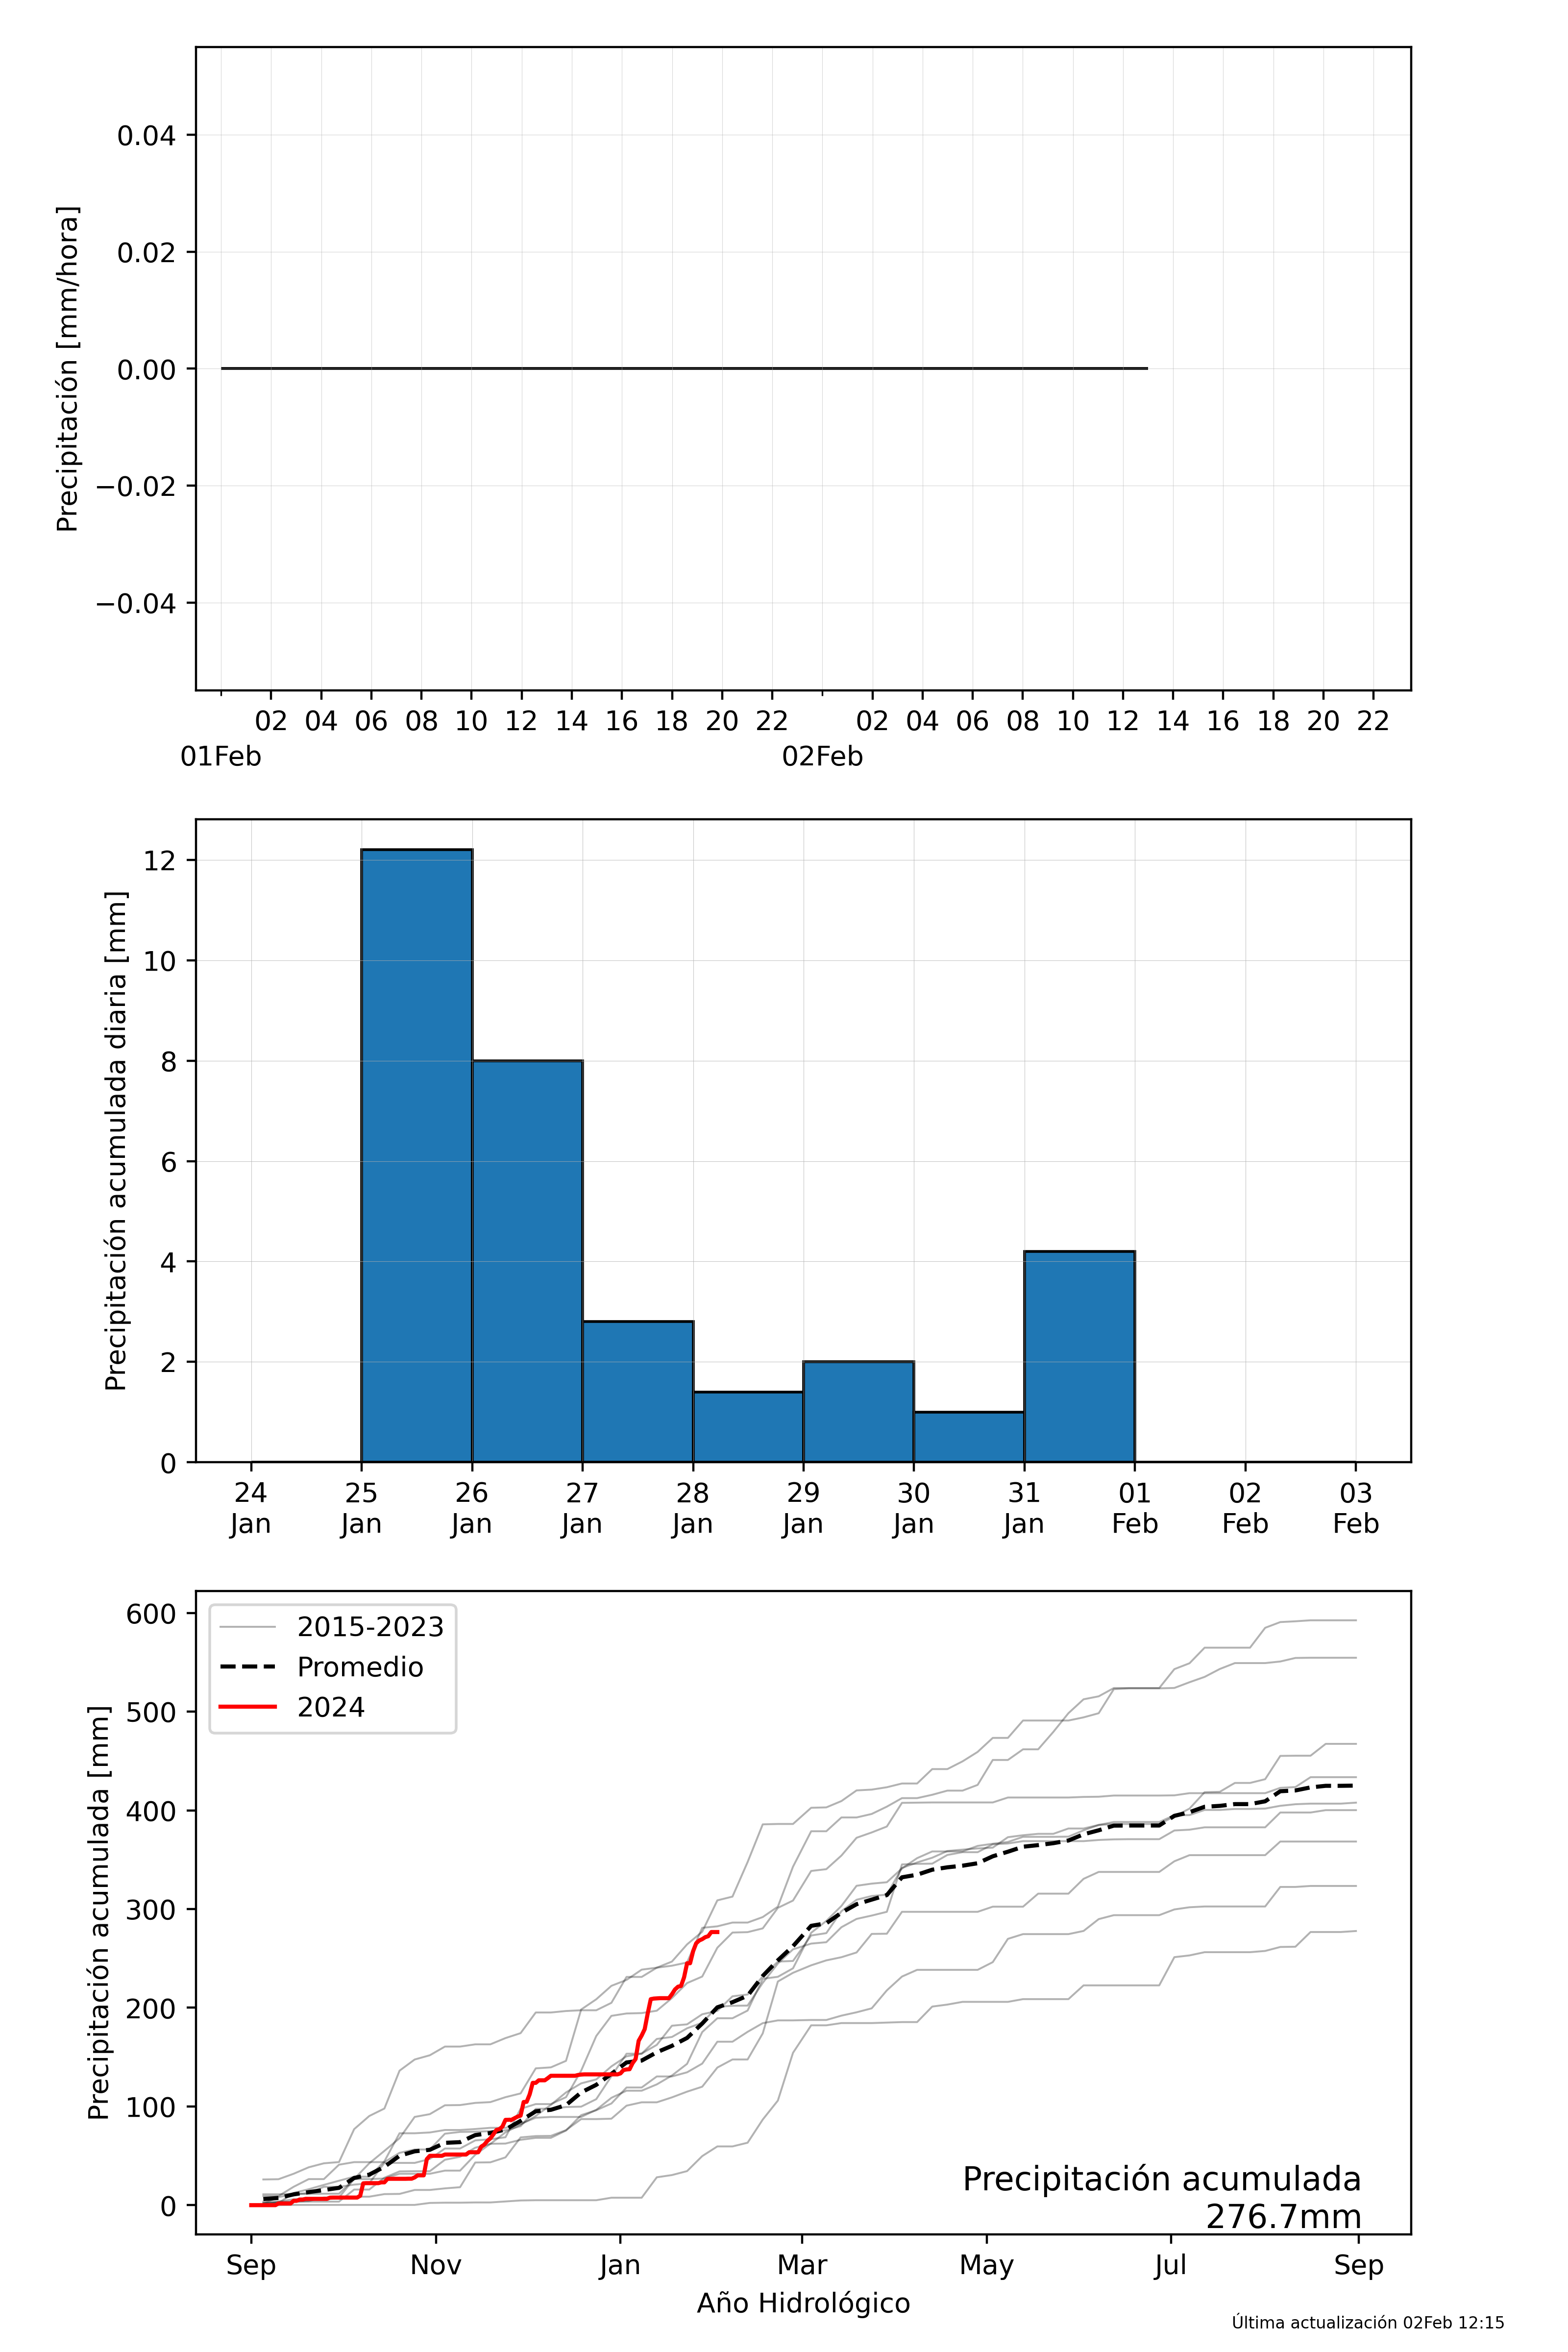 Precipitación [mm/hora]
0.04
0.02
0.00
−0.02
−0.04
02 04 06 08 10 12 14 16 18 20 22 02 04 06 08 10 12 14 16 18 20 22
01Feb 02Feb
Precipitación acumulada diaria [mm]
12
10
8
6
4
2
0
24 25 26 27 28 29 30 31 01 02 03
Jan Jan Jan Jan Jan Jan Jan Jan Feb Feb Feb
Precipitación acumulada [mm]
600
500
400
300
200
100
0
2015-2023
Promedio
2024
Precipitación acumulada
276.7mm
Sep Nov Jan Mar May Jul Sep
Año Hidrológico
Última actualización 02Feb 12:15